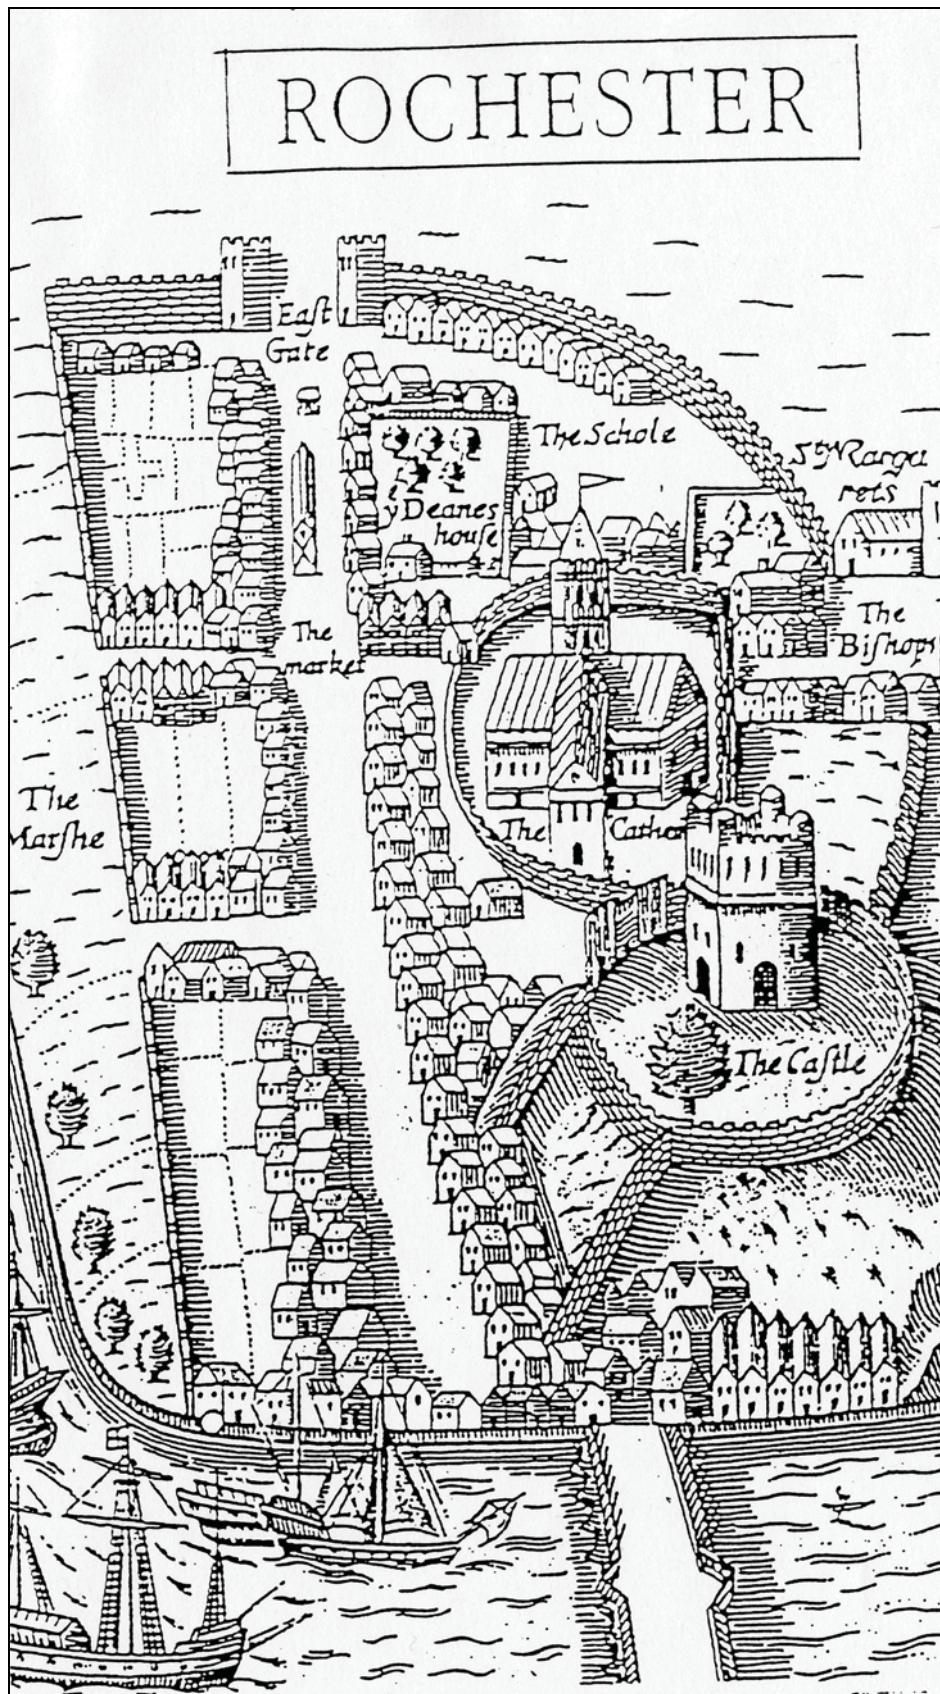 ROCHESTER
East
Gate
The Schole
St Marga
rets
ÿ Deanes
house
The
Bishops
The
market
The
Marshe
The Cathed
The Castle